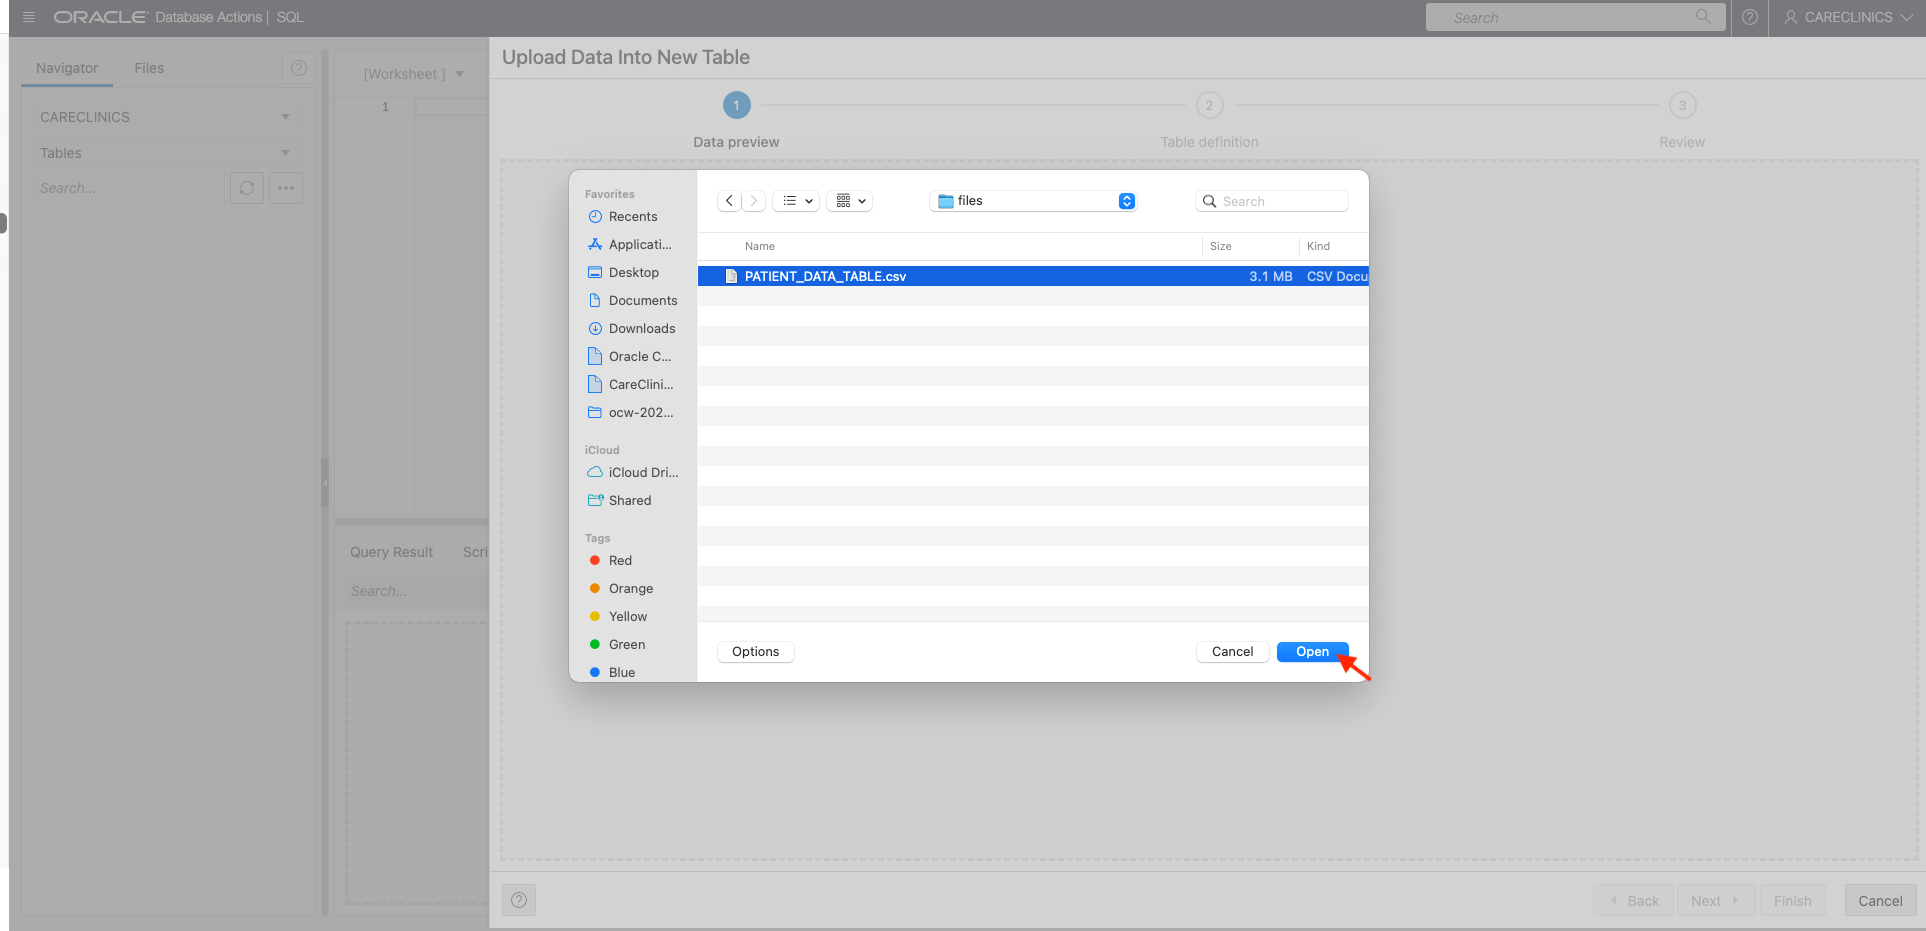 ORACLE Database Actions | SQL
Search
CARECLINICS
Navigator
Files
CARECLINICS
Tables
Search...
[Worksheet ]
1
Query Result
Scri
Search...
Upload Data Into New Table
1
2
3
Data preview
Table definition
Review
Favorites
Recents
Applicati...
Desktop
Documents
Downloads
Oracle C...
CareClini...
ocw-202...
iCloud
iCloud Dri...
Shared
Tags
Red
Orange
Yellow
Green
Blue
files
Search
Name
Size
Kind
PATIENT_DATA_TABLE.csv
3.1 MB
CSV Docu
Options
Cancel
Open
Back
Next
Finish
Cancel